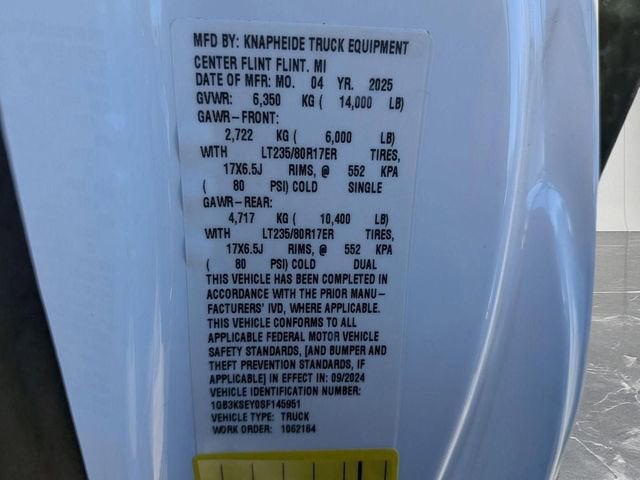 MFD BY: KNAPHEIDE TRUCK EQUIPMENT
CENTER FLINT FLINT. MI
DATE OF MFR: MO. 04 YR. 2025
GVWR: 6,350 KG ( 14,000 LB)
GAWR-FRONT:
2,722 KG ( 6,000 LB)
WITH LT235/80R17ER TIRES,
17X6.5J RIMS, @ 552 KPA
( 80 PSI) COLD SINGLE
GAWR-REAR:
4,717 KG ( 10,400 LB)
WITH LT235/80R17ER TIRES,
17X6.5J RIMS, @ 552 KPA
( 80 PSI) COLD DUAL
THIS VEHICLE HAS BEEN COMPLETED IN
ACCORDANCE WITH THE PRIOR MANU-
FACTURERS' IVD, WHERE APPLICABLE.
THIS VEHICLE CONFORMS TO ALL
APPLICABLE FEDERAL MOTOR VEHICLE
SAFETY STANDARDS, [AND BUMPER AND
THEFT PREVENTION STANDARDS, IF
APPLICABLE] IN EFFECT IN: 09/2024
VEHICLE IDENTIFICATION NUMBER:
1GB3KSEY0SF145951
VEHICLE TYPE: TRUCK
WORK ORDER: 1062164